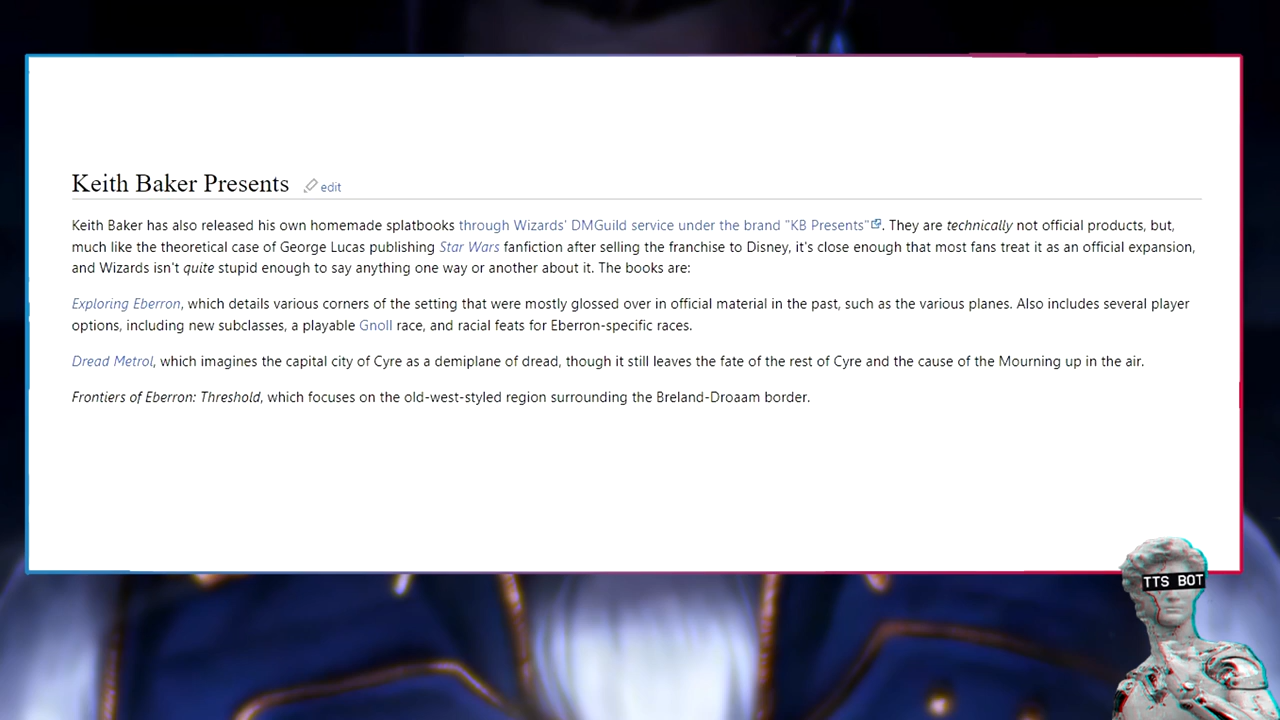 Keith Baker Presents edit
Keith Baker has also released his own homemade splatbooks through Wizards' DMGuild service under the brand "KB Presents". They are technically not official products, but,
much like the theoretical case of George Lucas publishing Star Wars fanfiction after selling the franchise to Disney, it's close enough that most fans treat it as an official expansion,
and Wizards isn't quite stupid enough to say anything one way or another about it. The books are:
Exploring Eberron, which details various corners of the setting that were mostly glossed over in official material in the past, such as the various planes. Also includes several player
options, including new subclasses, a playable Gnoll race, and racial feats for Eberron-specific races.
Dread Metrol, which imagines the capital city of Cyre as a demiplane of dread, though it still leaves the fate of the rest of Cyre and the cause of the Mourning up in the air.
Frontiers of Eberron: Threshold, which focuses on the old-west-styled region surrounding the Breland-Droaam border.
TTS BOT